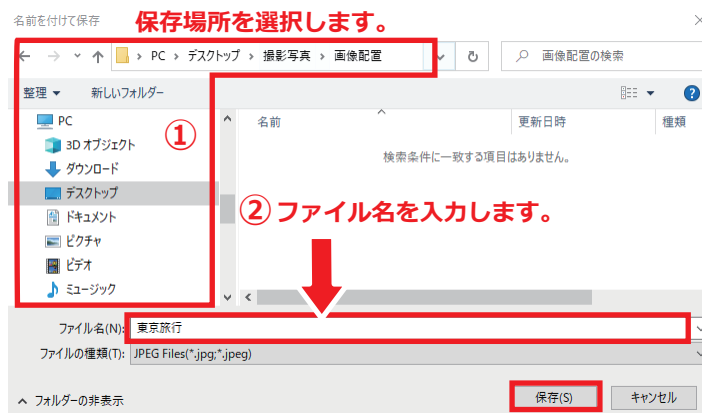 名前を付けて保存
保存場所を選択します。
PC › デスクトップ › 撮影写真 › 画像配置
画像配置の検索
整理
新しいフォルダー
PC
3D オブジェクト
ダウンロード
デスクトップ
ドキュメント
ピクチャ
ビデオ
ミュージック
①
名前
更新日時
種類
検索条件に一致する項目はありません。
②ファイル名を入力します。
ファイル名(N): 東京旅行
ファイルの種類(T): JPEG Files(*.jpg;*.jpeg)
フォルダーの非表示
保存(S)
キャンセル